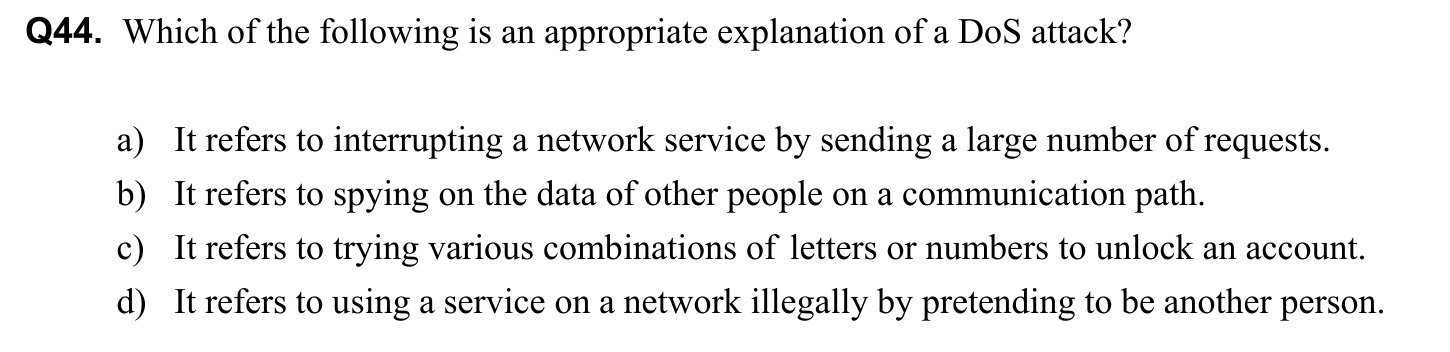 Q44. Which of the following is an appropriate explanation of a DoS attack?
a) It refers to interrupting a network service by sending a large number of requests.
b) It refers to spying on the data of other people on a communication path.
c) It refers to trying various combinations of letters or numbers to unlock an account.
d) It refers to using a service on a network illegally by pretending to be another person.